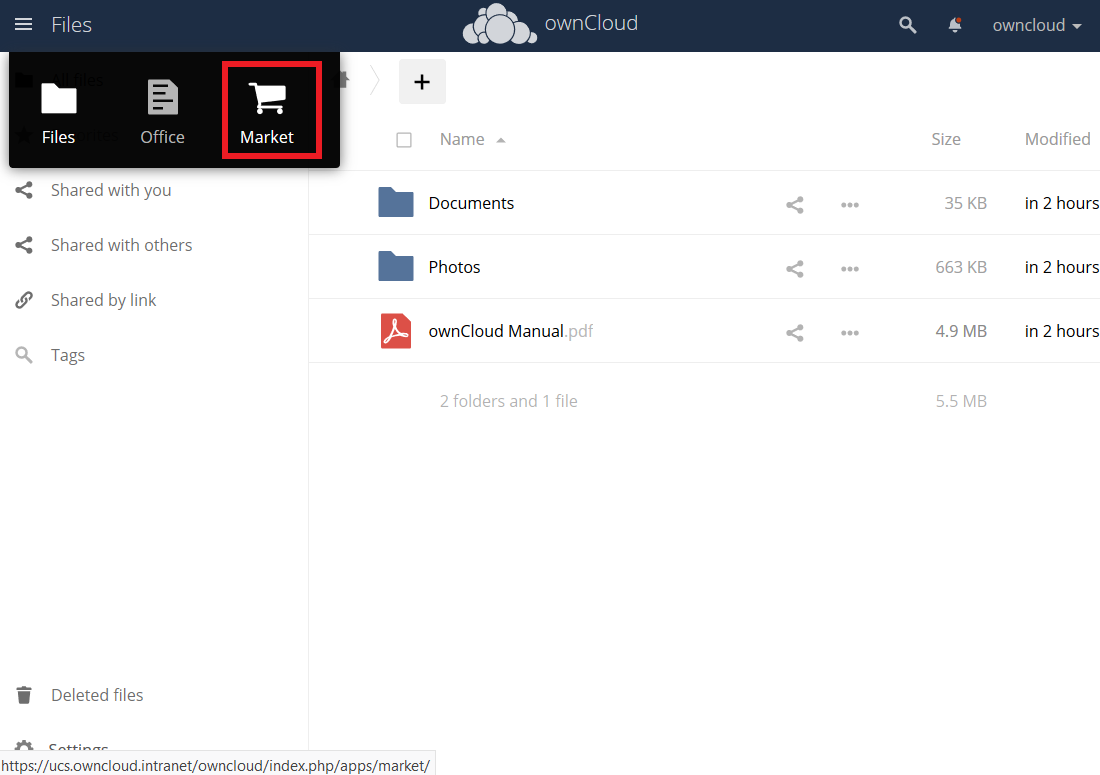 Files
ownCloud
owncloud
All files
Files
Office
Market
+
Name
Size
Modified
Shared with you
Documents
35 KB
in 2 hours
Shared with others
Photos
663 KB
in 2 hours
Shared by link
ownCloud Manual.pdf
4.9 MB
in 2 hours
Tags
2 folders and 1 file
5.5 MB
Deleted files
Settings
https://ucs.owncloud.intranet/owncloud/index.php/apps/market/